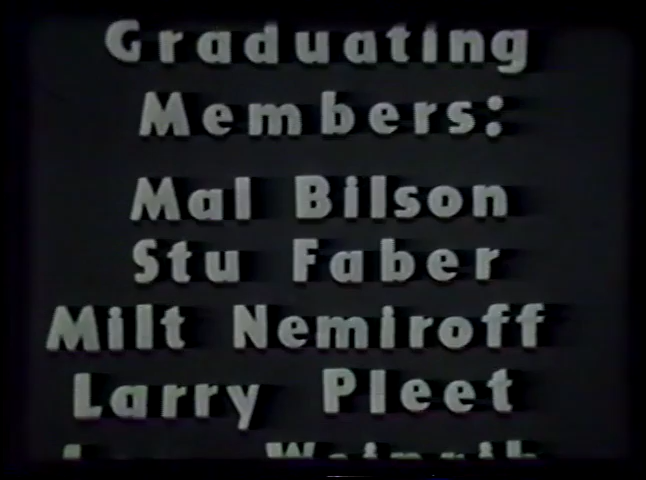 Graduating
Members:
Mal Bilson
Stu Faber
Milt Nemiroff
Larry Pleet